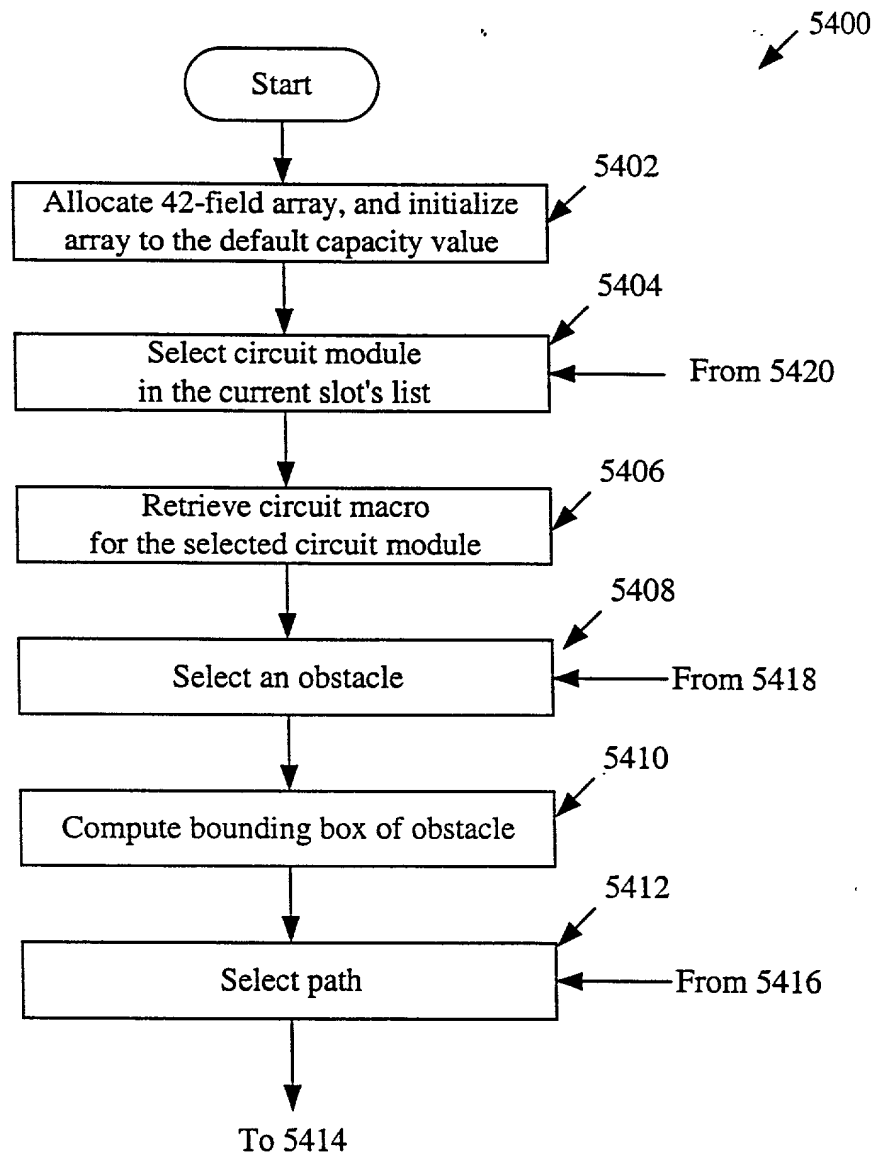 5400
Start
5402
Allocate 42-field array, and initialize
array to the default capacity value
5404
Select circuit module
in the current slot's list
From 5420
5406
Retrieve circuit macro
for the selected circuit module
5408
Select an obstacle
From 5418
5410
Compute bounding box of obstacle
5412
Select path
From 5416
To 5414